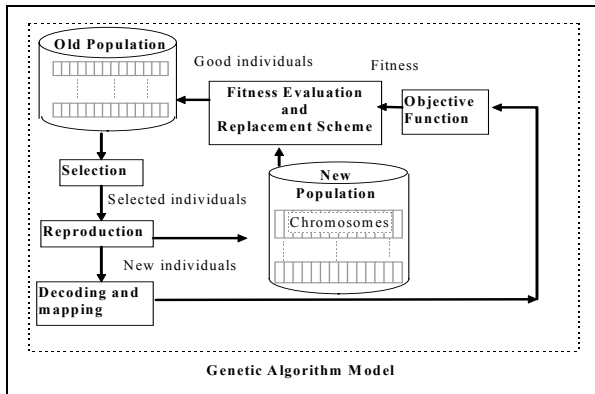 Old Population
Good individuals
Fitness
Fitness Evaluation
and
Replacement Scheme
Objective
Function
Selection
Selected individuals
New
Population
Chromosomes
Reproduction
New individuals
Decoding and
mapping
Genetic Algorithm Model